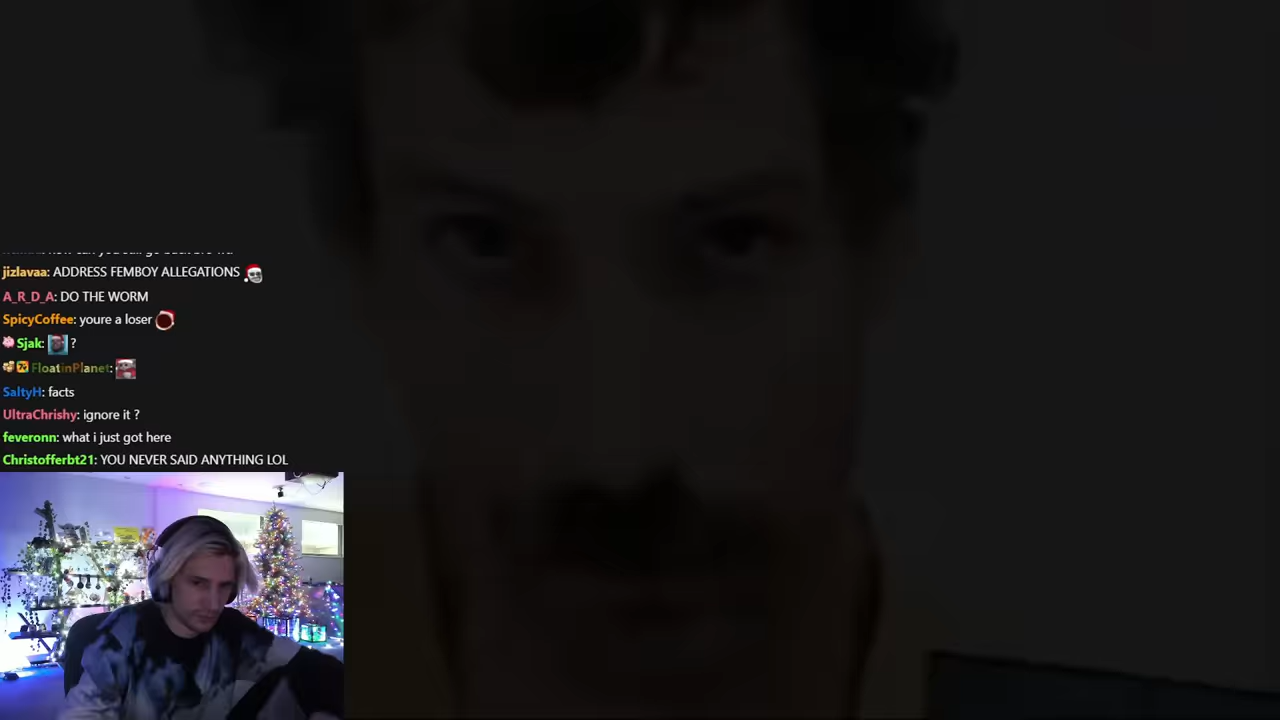 jizlavaa: ADDRESS FEMBOY ALLEGATIONS
A_R_D_A: DO THE WORM
SpicyCoffee: youre a loser
Sjak: ?
FloatinPlanet:
SaltyH: facts
UltraChrishy: ignore it ?
feveronn: what i just got here
Christofferbt21: YOU NEVER SAID ANYTHING LOL